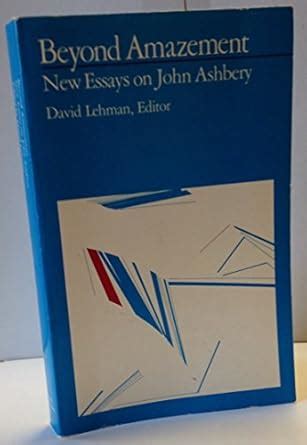 Beyond Amazement
New Essays on John Ashbery
David Lehman, Editor